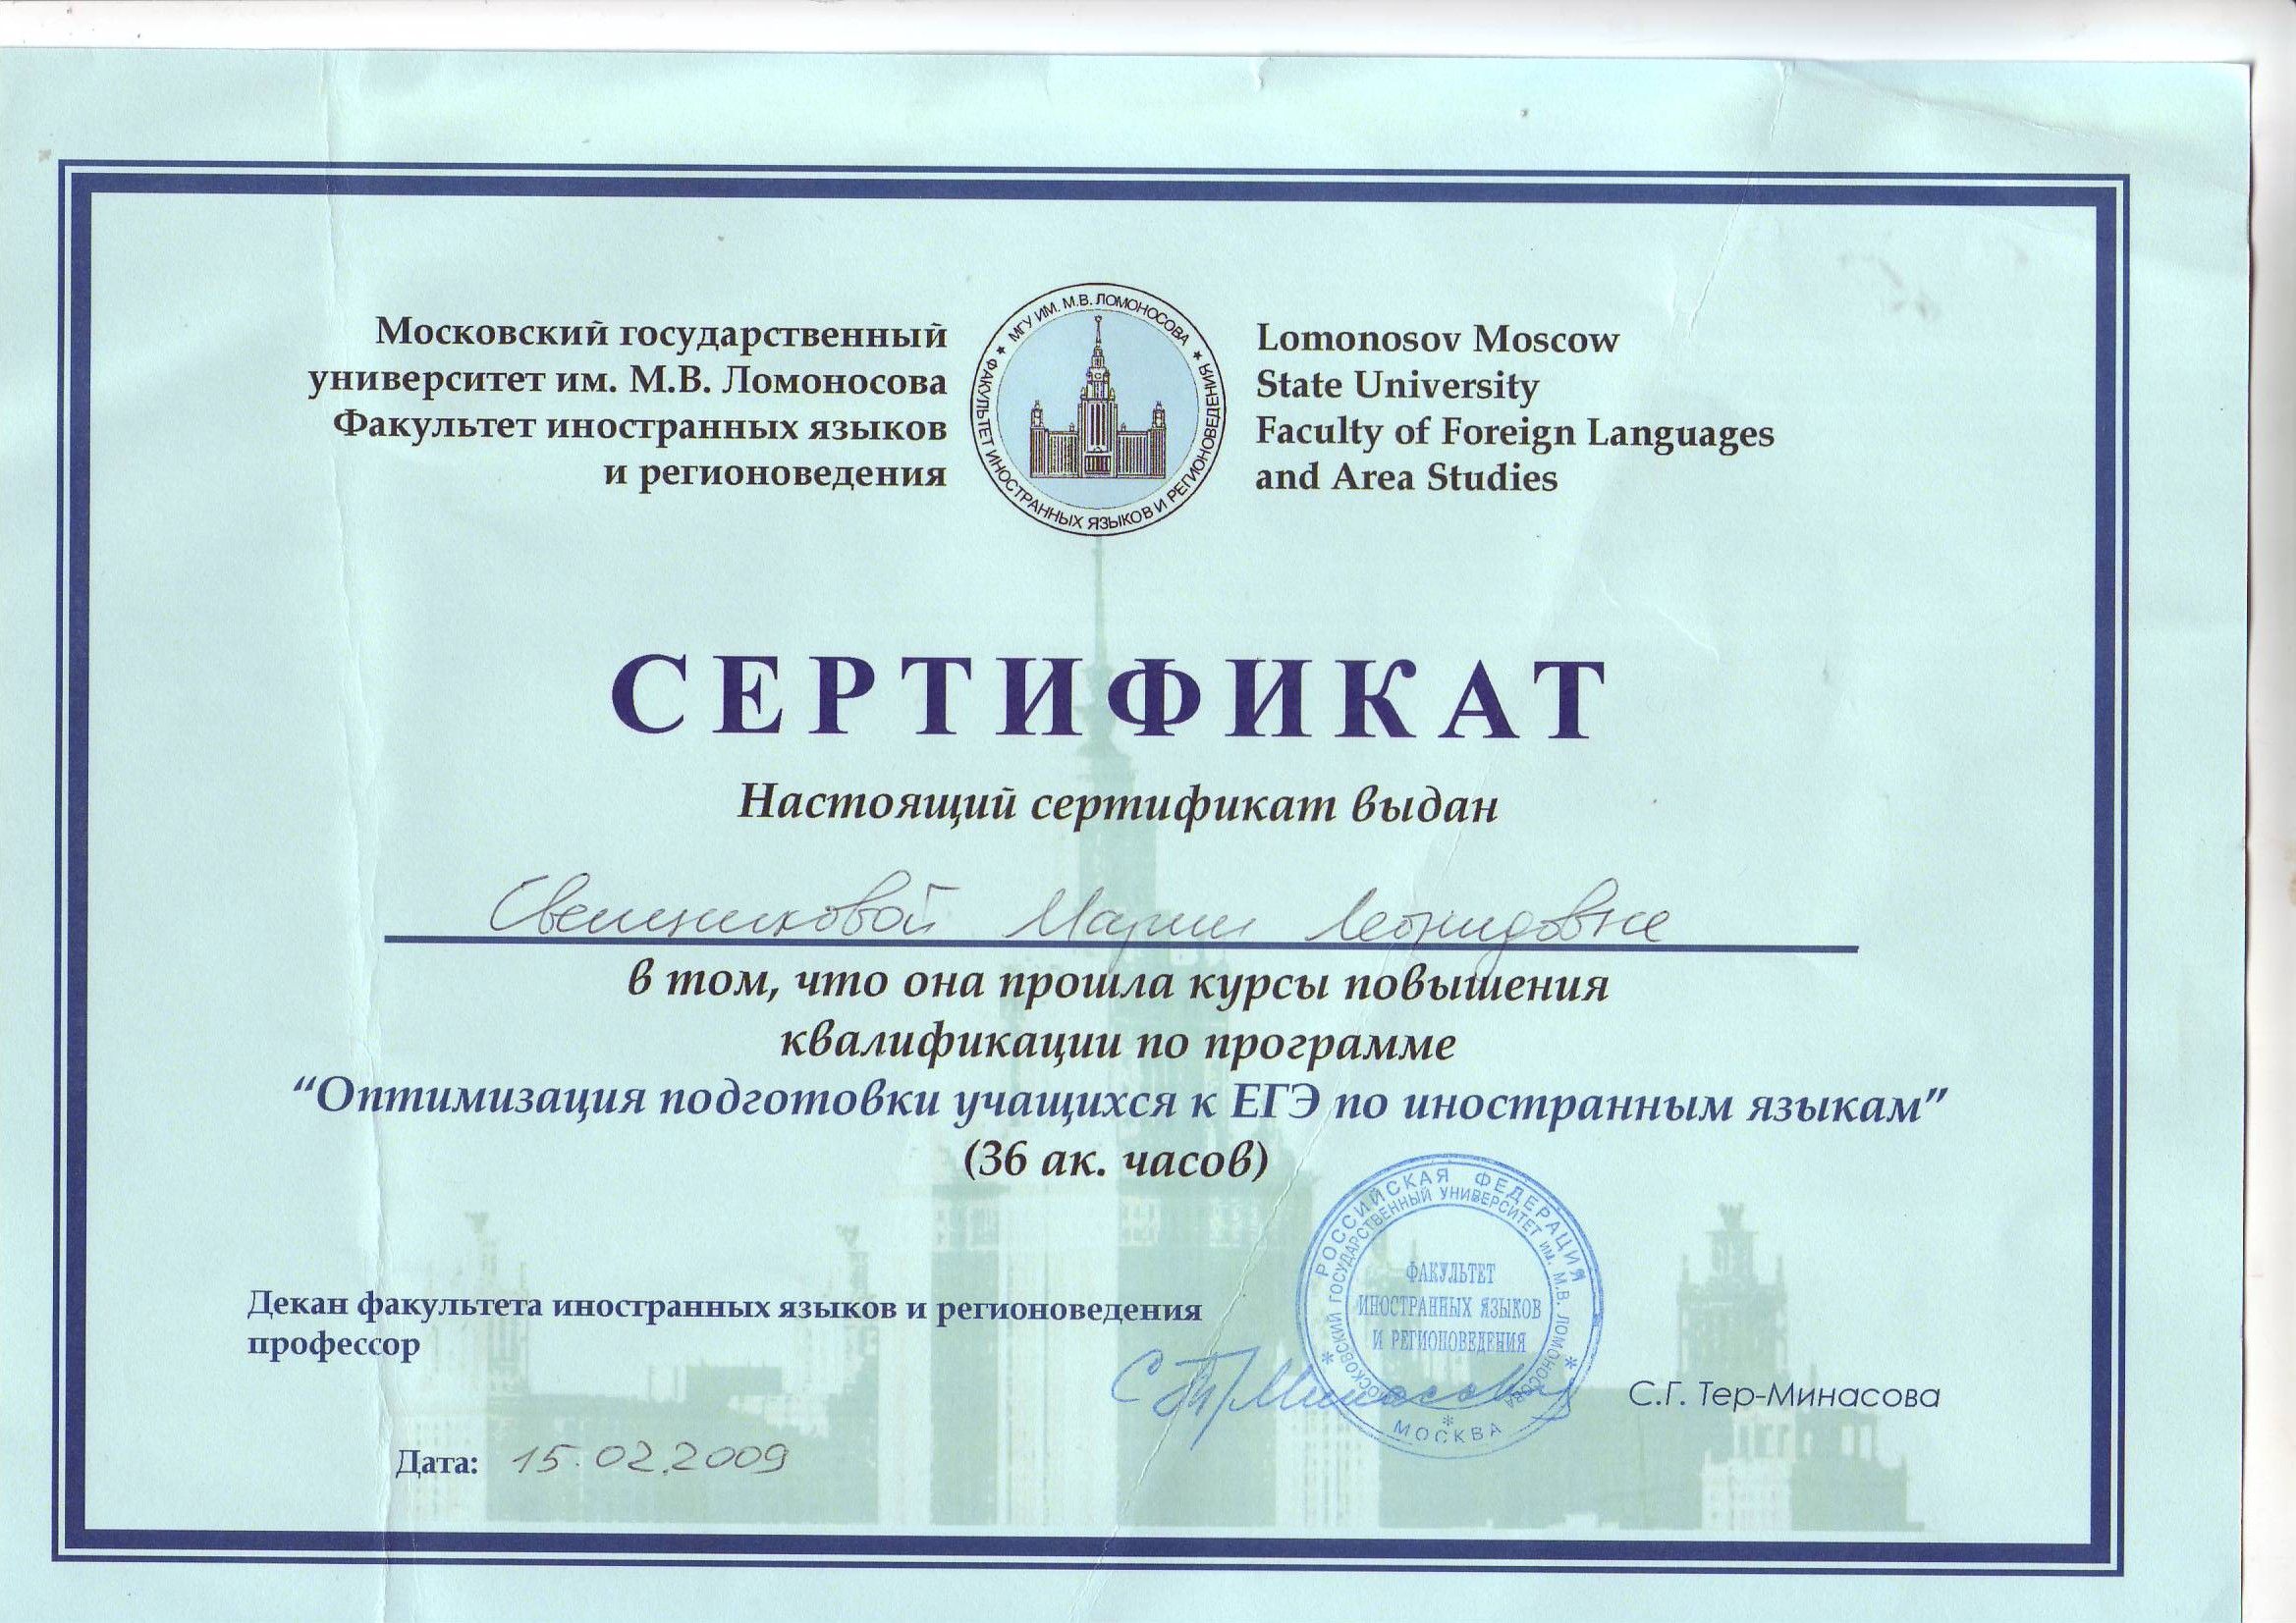 Московский государственный
университет им. М.В. Ломоносова
Факультет иностранных языков
и регионоведения
★ МГУ ИМ. М.В. ЛОМОНОСОВА ★
ФАКУЛЬТЕТ ИНОСТРАННЫХ ЯЗЫКОВ И РЕГИОНОВЕДЕНИЯ
Lomonosov Moscow
State University
Faculty of Foreign Languages
and Area Studies
СЕРТИФИКАТ
Настоящий сертификат выдан
Марии Леонидовне
в том, что она прошла курсы повышения
квалификации по программе
“Оптимизация подготовки учащихся к ЕГЭ по иностранным языкам”
(36 ак. часов)
РОССИЙСКАЯ ФЕДЕРАЦИЯ
МОСКОВСКИЙ ГОСУДАРСТВЕННЫЙ УНИВЕРСИТЕТ ИМ. М.В. ЛОМОНОСОВА
ФАКУЛЬТЕТ
ИНОСТРАННЫХ ЯЗЫКОВ
И РЕГИОНОВЕДЕНИЯ
* МОСКВА *
Декан факультета иностранных языков и регионоведения
профессор
С.Г. Тер-Минасова
Дата: 15.02.2009